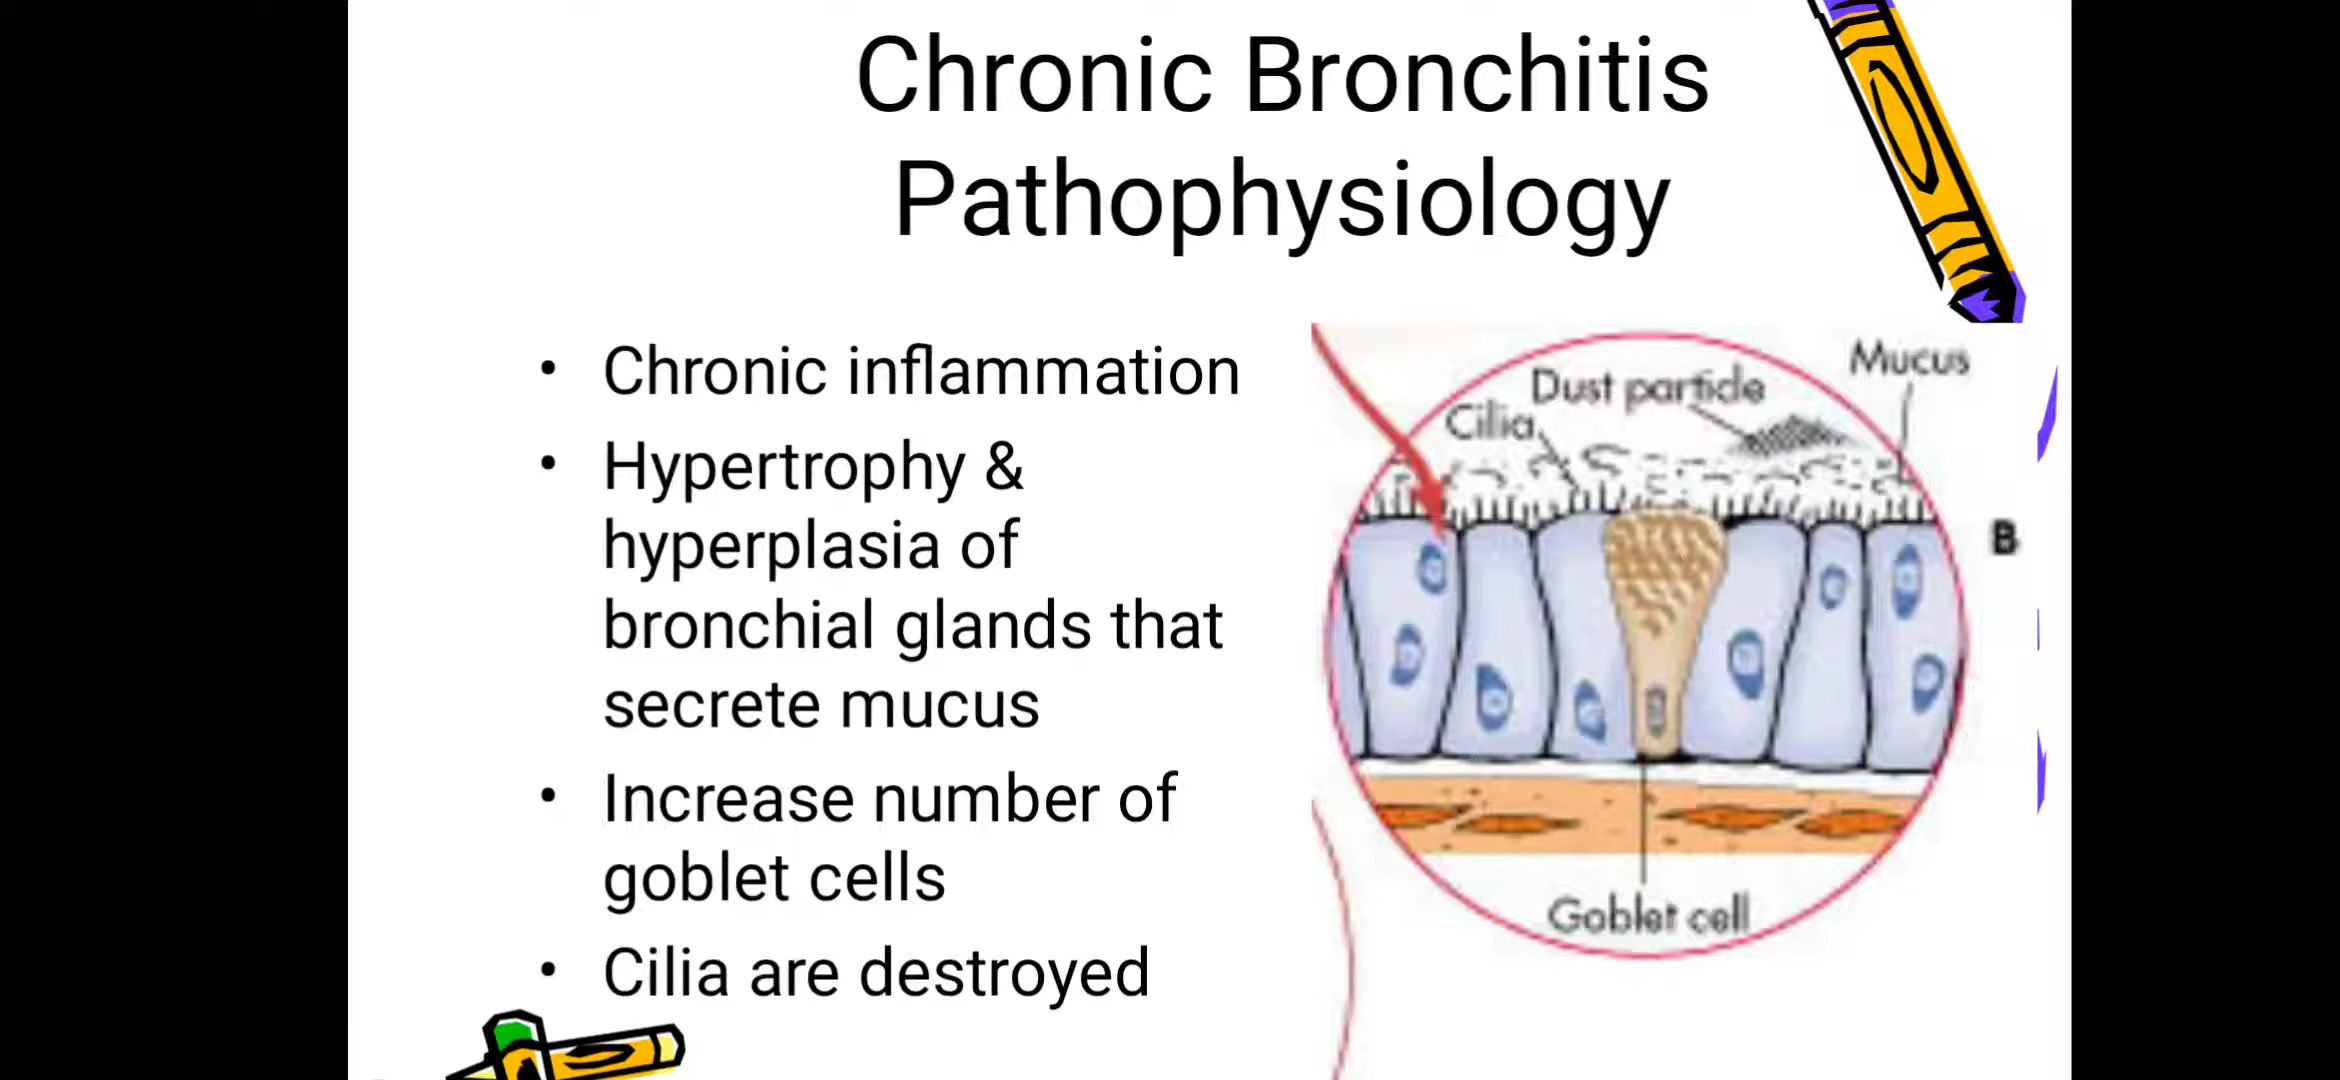 Chronic Bronchitis
Pathophysiology
• Chronic inflammation
• Hypertrophy &
hyperplasia of
bronchial glands that
secrete mucus
• Increase number of
goblet cells
• Cilia are destroyed
Mucus
Dust particle
Cilia
B
Goblet cell